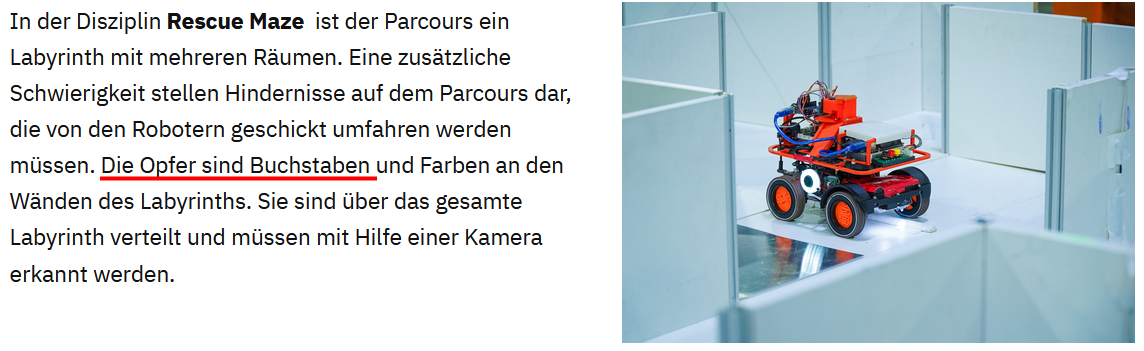 In der Disziplin Rescue Maze ist der Parcours ein
Labyrinth mit mehreren Räumen. Eine zusätzliche
Schwierigkeit stellen Hindernisse auf dem Parcours dar,
die von den Robotern geschickt umfahren werden
müssen. Die Opfer sind Buchstaben und Farben an den
Wänden des Labyrinths. Sie sind über das gesamte
Labyrinth verteilt und müssen mit Hilfe einer Kamera
erkannt werden.